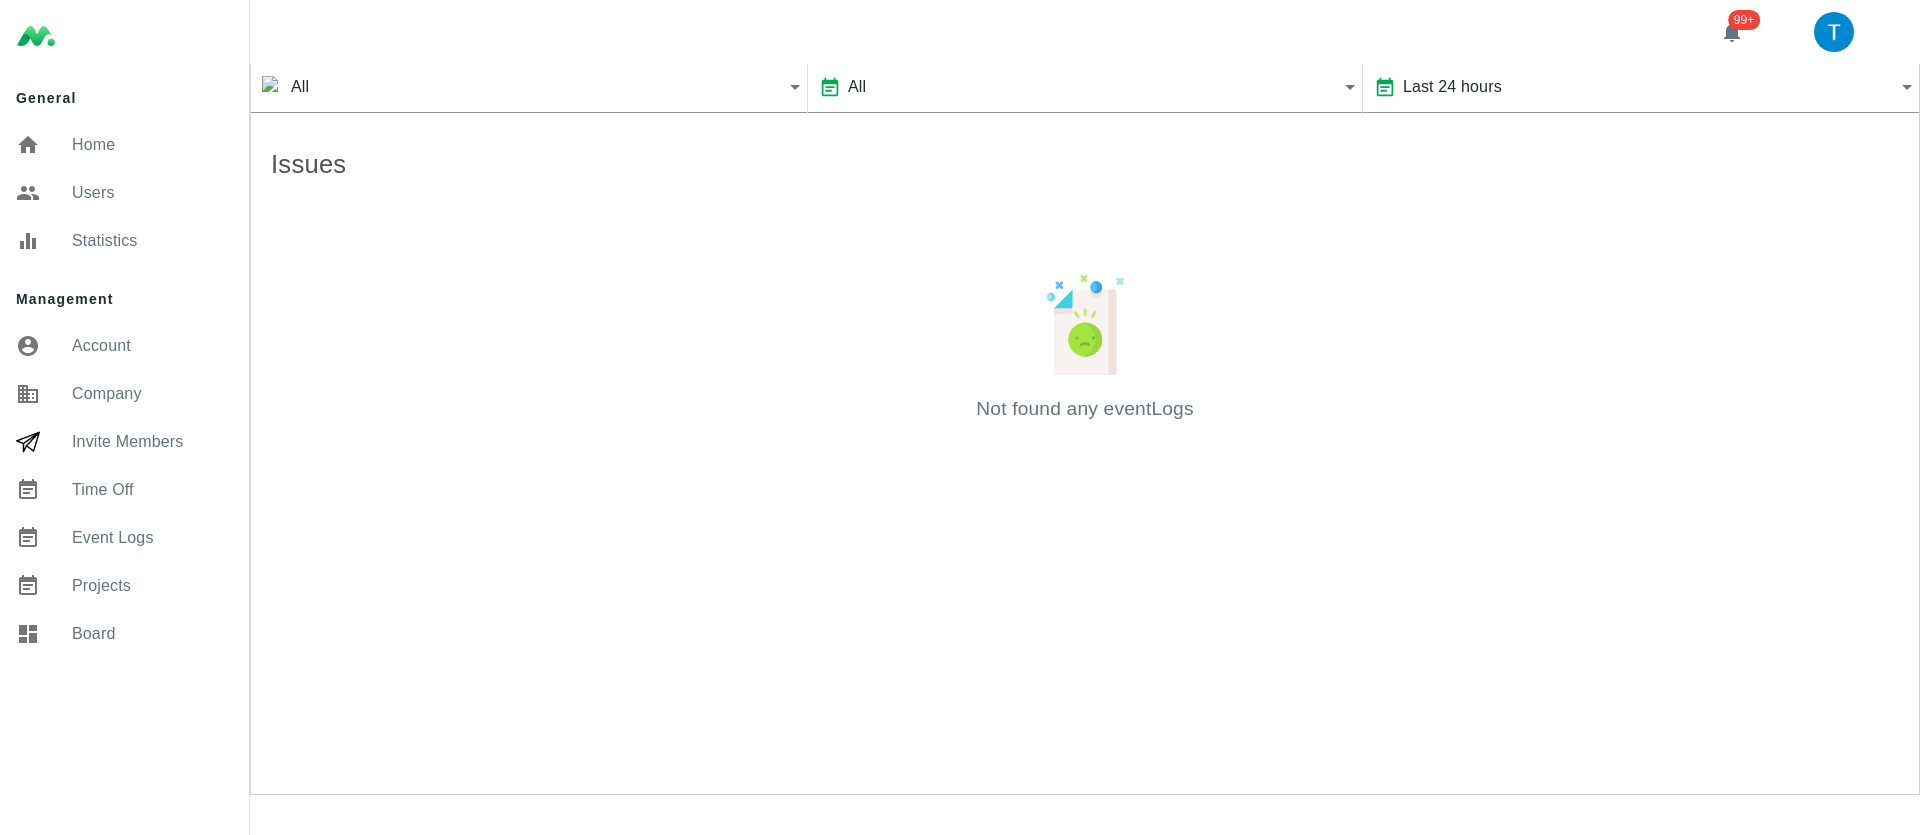 99+
T
General
Home
Users
Statistics
Management
Account
Company
Invite Members
Time Off
Event Logs
Projects
Board
All
All
Last 24 hours
Issues
Not found any eventLogs